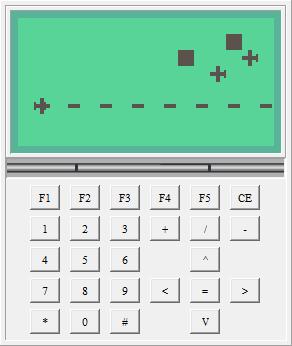 F1 F2 F3 F4 F5 CE
1 2 3 + / -
4 5 6 ^
7 8 9 < = >
* 0 # V